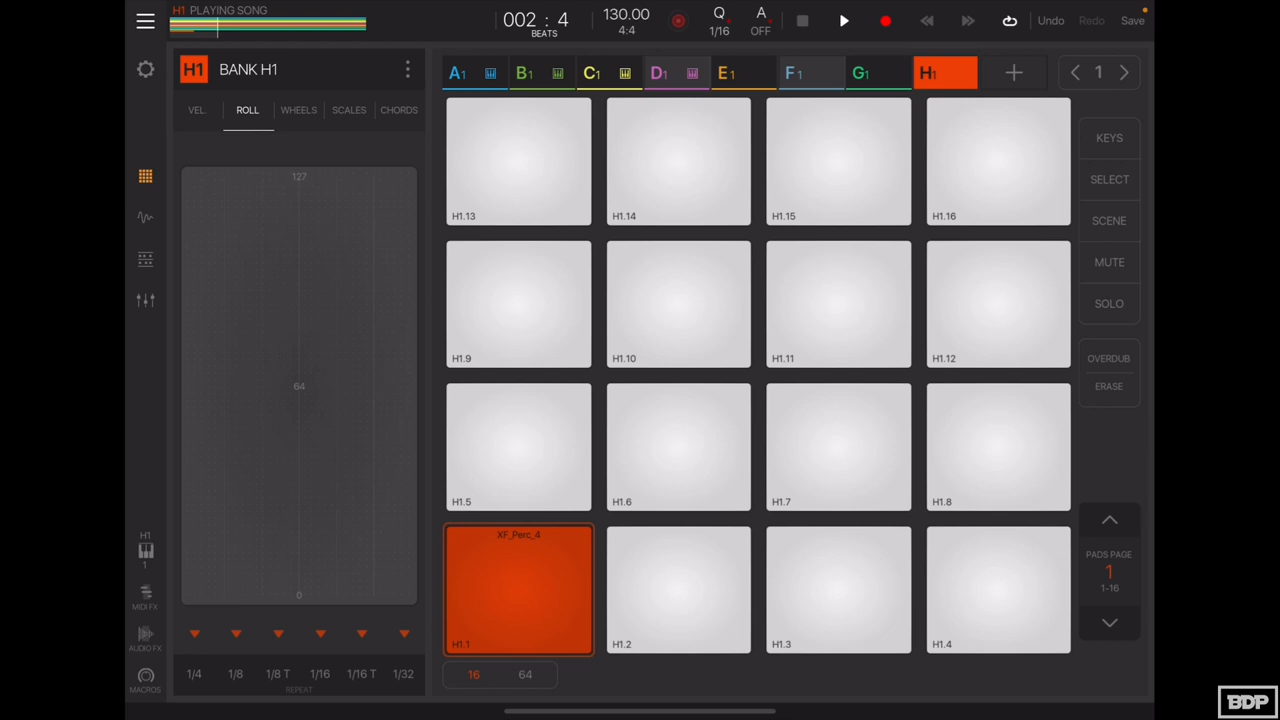 H1 PLAYING SONG
002 : 4
BEATS
130.00
4:4
Q
1/16
A
OFF
Undo
Redo
Save
H1
BANK H1
A1
B1
C1
D1
E1
F1
G1
H1
1
VEL.
ROLL
WHEELS
SCALES
CHORDS
127
64
0
H1.13
H1.14
H1.15
H1.16
H1.9
H1.10
H1.11
H1.12
H1.5
H1.6
H1.7
H1.8
XF_Perc_4
H1.1
H1.2
H1.3
H1.4
KEYS
SELECT
SCENE
MUTE
SOLO
OVERDUB
ERASE
PADS PAGE
1
1-16
H1
1
MIDI FX
AUDIO FX
MACROS
1/4
1/8
1/8 T
1/16
1/16 T
1/32
REPEAT
16
64
BDP